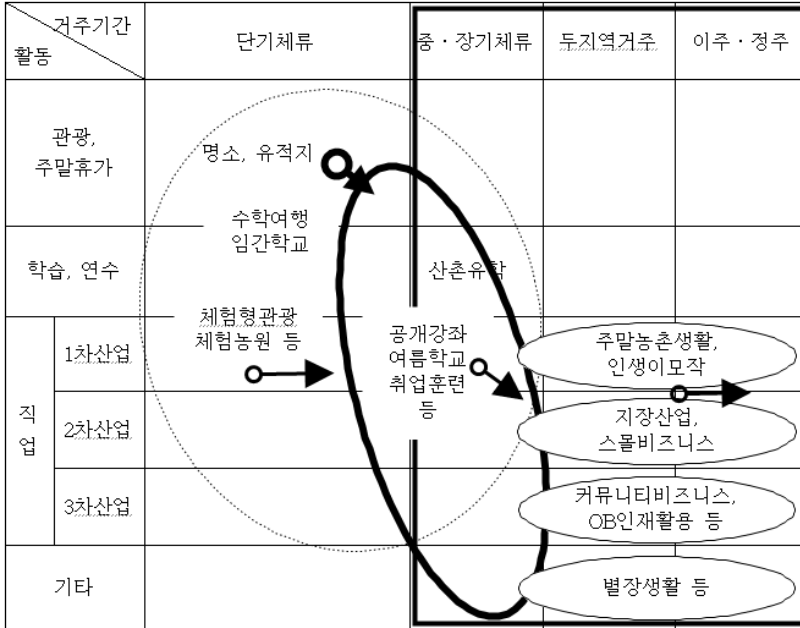 거주기간
활동
단기체류
중·장기체류
두지역거주
이주·정주
관광,
주말휴가
명소, 유적지
수학여행
임간학교
학습, 연수
산촌유학
체험형관광
체험농원 등
공개강좌
여름학교
취업훈련
등
직
업
1차산업
주말농촌생활,
인생이모작
2차산업
지장산업,
스몰비즈니스
3차산업
커뮤니티비즈니스,
OB인재활용 등
기타
별장생활 등